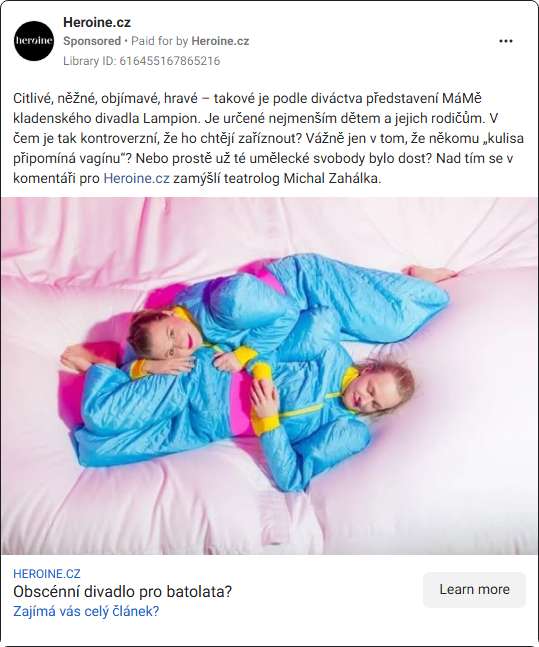 Heroine.cz
heroine
Sponsored • Paid for by Heroine.cz
Library ID: 616455167865216
Citlivé, něžné, objímavé, hravé – takové je podle diváctva představení MáMě
kladenského divadla Lampion. Je určené nejmenším dětem a jejich rodičům. V
čem je tak kontroverzní, že ho chtějí zaříznout? Vážně jen v tom, že někomu „kulisa
připomíná vagínu“? Nebo prostě už té umělecké svobody bylo dost? Nad tím se v
komentáři pro Heroine.cz zamýšlí teatrolog Michal Zahálka.
HEROINE.CZ
Obscénní divadlo pro batolata?
Zajímá vás celý článek?
Learn more